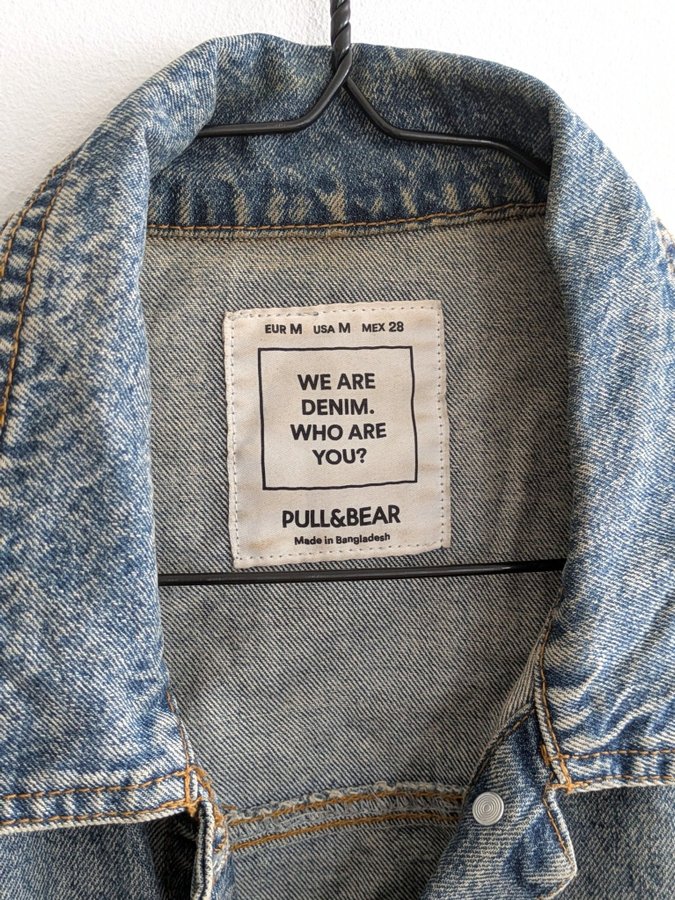 EUR M USA M MEX 28
WE ARE
DENIM.
WHO ARE
YOU?
PULL&BEAR
Made in Bangladesh